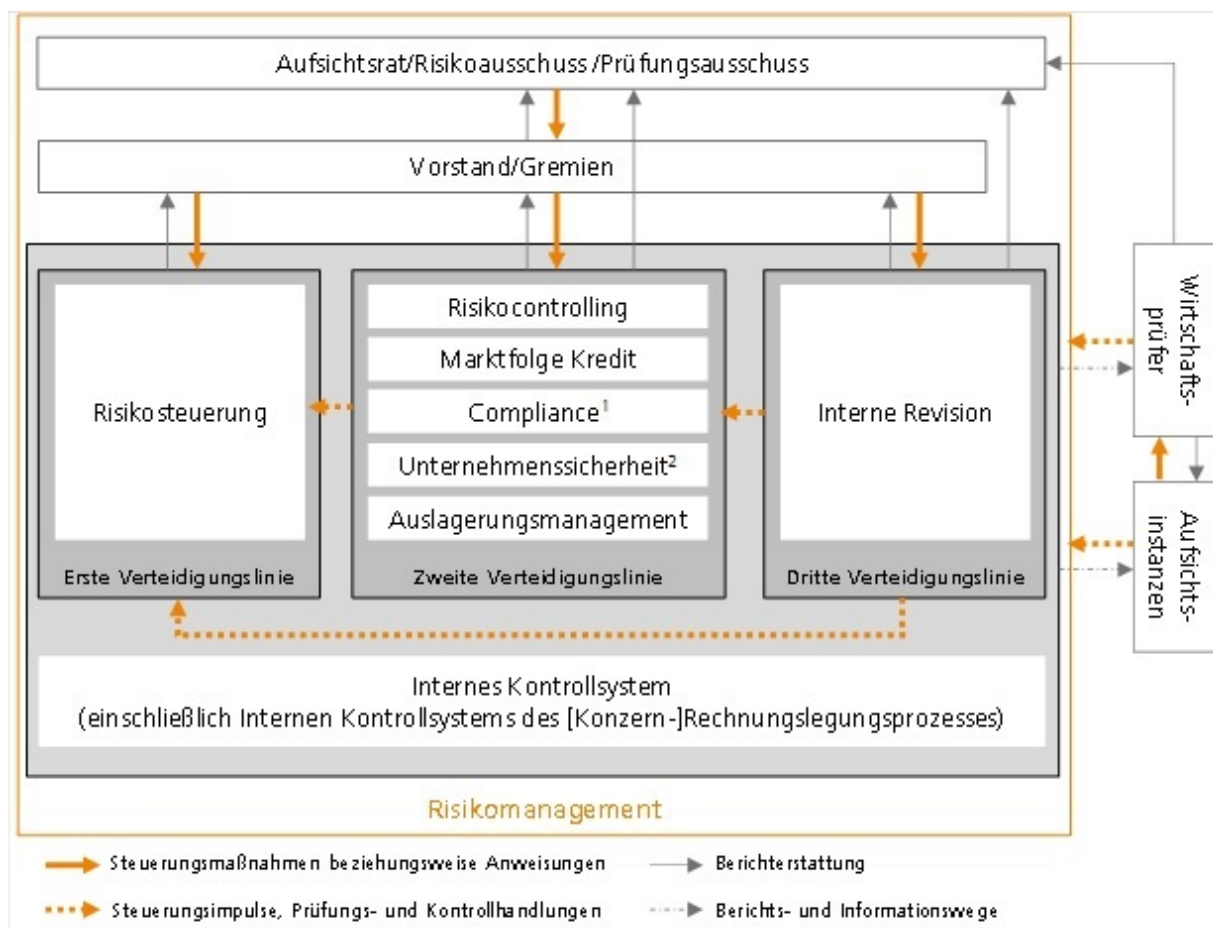 Aufsichtsrat/Risikoausschuss/Prüfungsausschuss
Vorstand/Gremien
Risikosteuerung
Erste Verteidigungslinie
Risikocontrolling
Marktfolge Kredit
Compliance¹
Unternehmenssicherheit²
Auslagerungsmanagement
Zweite Verteidigungslinie
Interne Revision
Dritte Verteidigungslinie
Wirtschafts-
prüfer
Aufsichts-
instanzen
Internes Kontrollsystem
(einschließlich Internen Kontrollsystems des [Konzern-]Rechnungslegungsprozesses)
Risikomanagement
Steuerungsmaßnahmen beziehungsweise Anweisungen
Berichterstattung
Steuerungsimpulse, Prüfungs- und Kontrollhandlungen
Berichts- und Informationswege